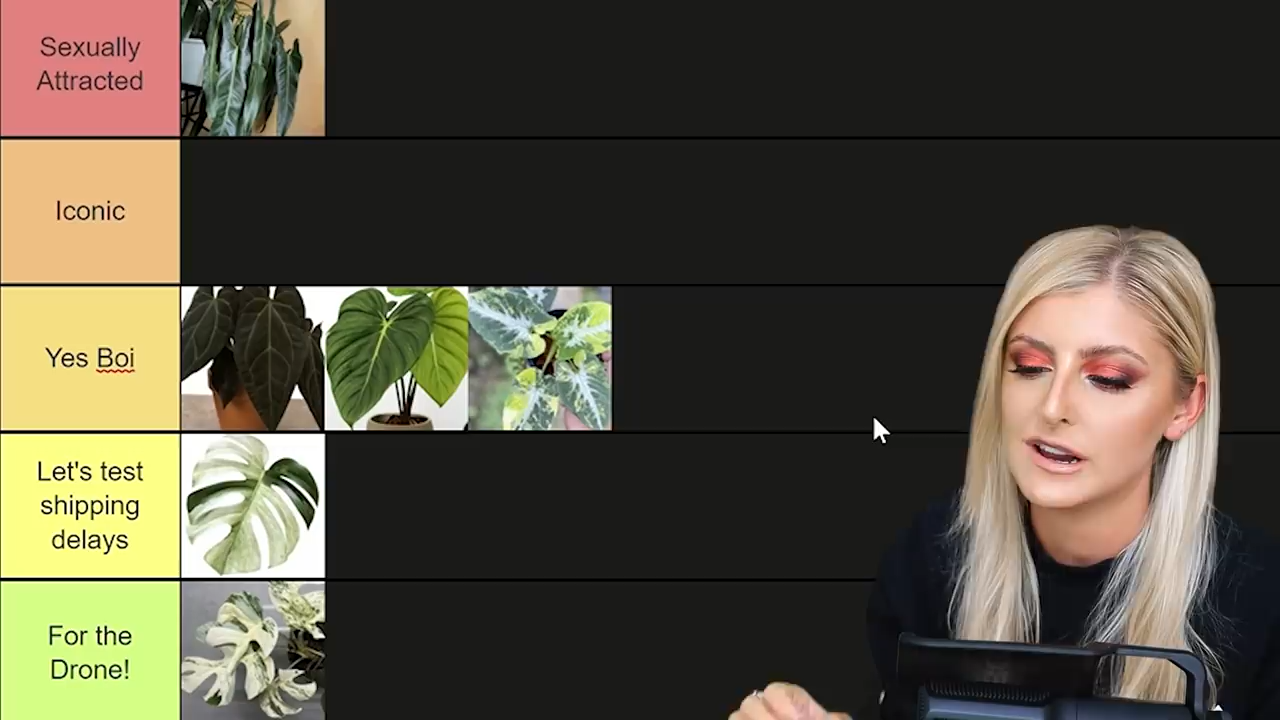 Sexually
Attracted
Iconic
Yes Boi
Let's test
shipping
delays
For the
Drone!